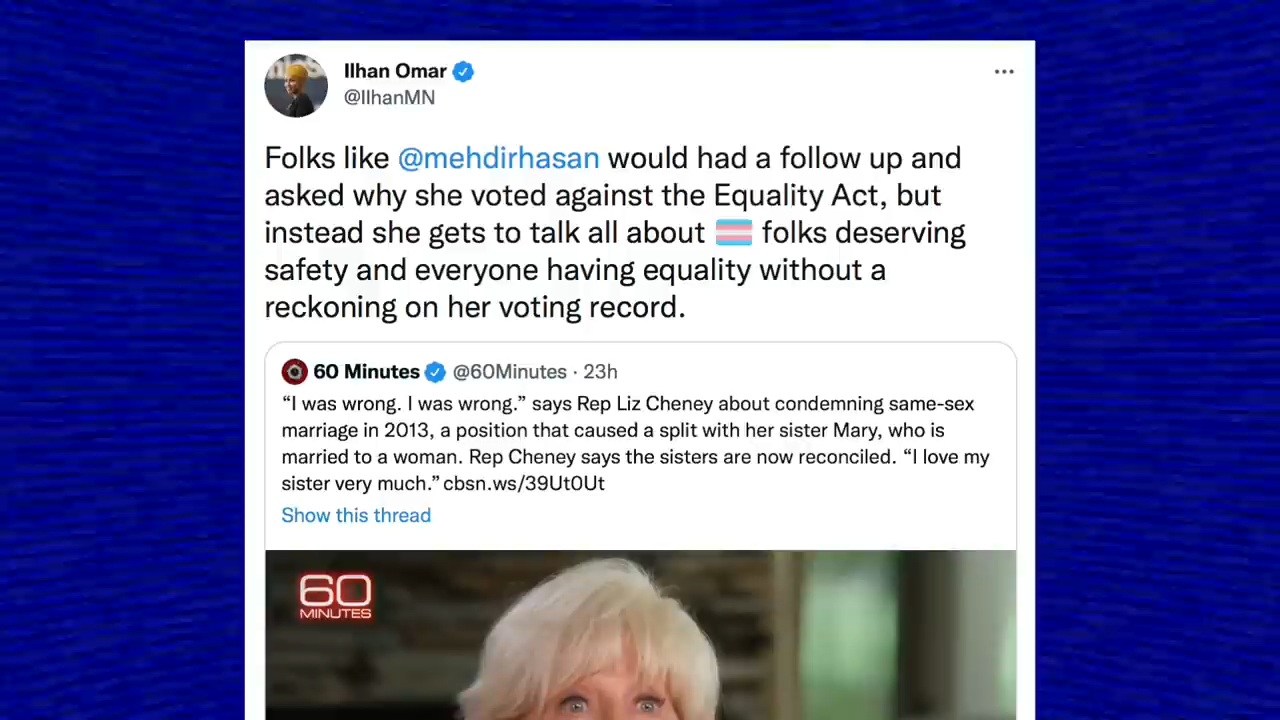 Ilhan Omar
@IlhanMN
Folks like @mehdirhasan would had a follow up and
asked why she voted against the Equality Act, but
instead she gets to talk all about 🏳️‍⚧️ folks deserving
safety and everyone having equality without a
reckoning on her voting record.
60 Minutes @60Minutes · 23h
“I was wrong. I was wrong.” says Rep Liz Cheney about condemning same-sex
marriage in 2013, a position that caused a split with her sister Mary, who is
married to a woman. Rep Cheney says the sisters are now reconciled. “I love my
sister very much.” cbsn.ws/39Ut0Ut
Show this thread
60
MINUTES